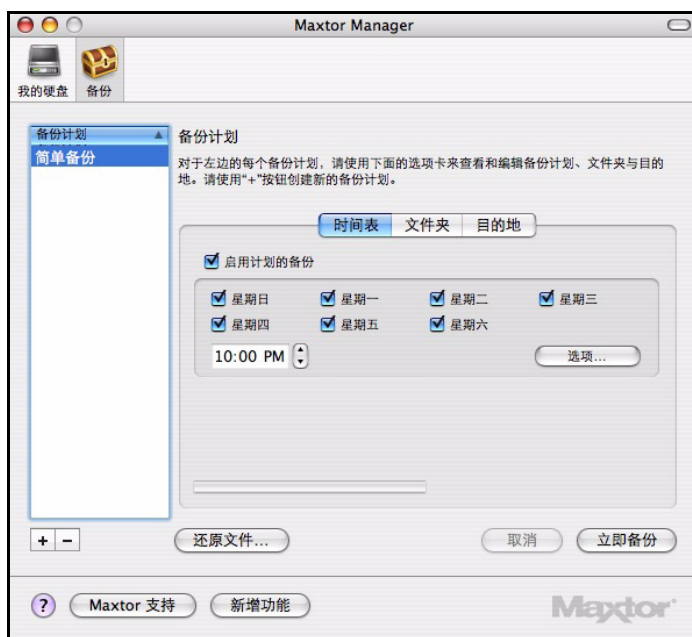 Maxtor Manager
我的硬盘 备份
备份计划
简单备份
备份计划
对于左边的每个备份计划，请使用下面的选项卡来查看和编辑备份计划、文件夹与目的
地。请使用“+”按钮创建新的备份计划。
时间表 文件夹 目的地
启用计划的备份
星期日 星期一 星期二 星期三
星期四 星期五 星期六
10:00 PM 选项...
+ − 还原文件... 取消 立即备份
? Maxtor 支持 新增功能 Maxtor